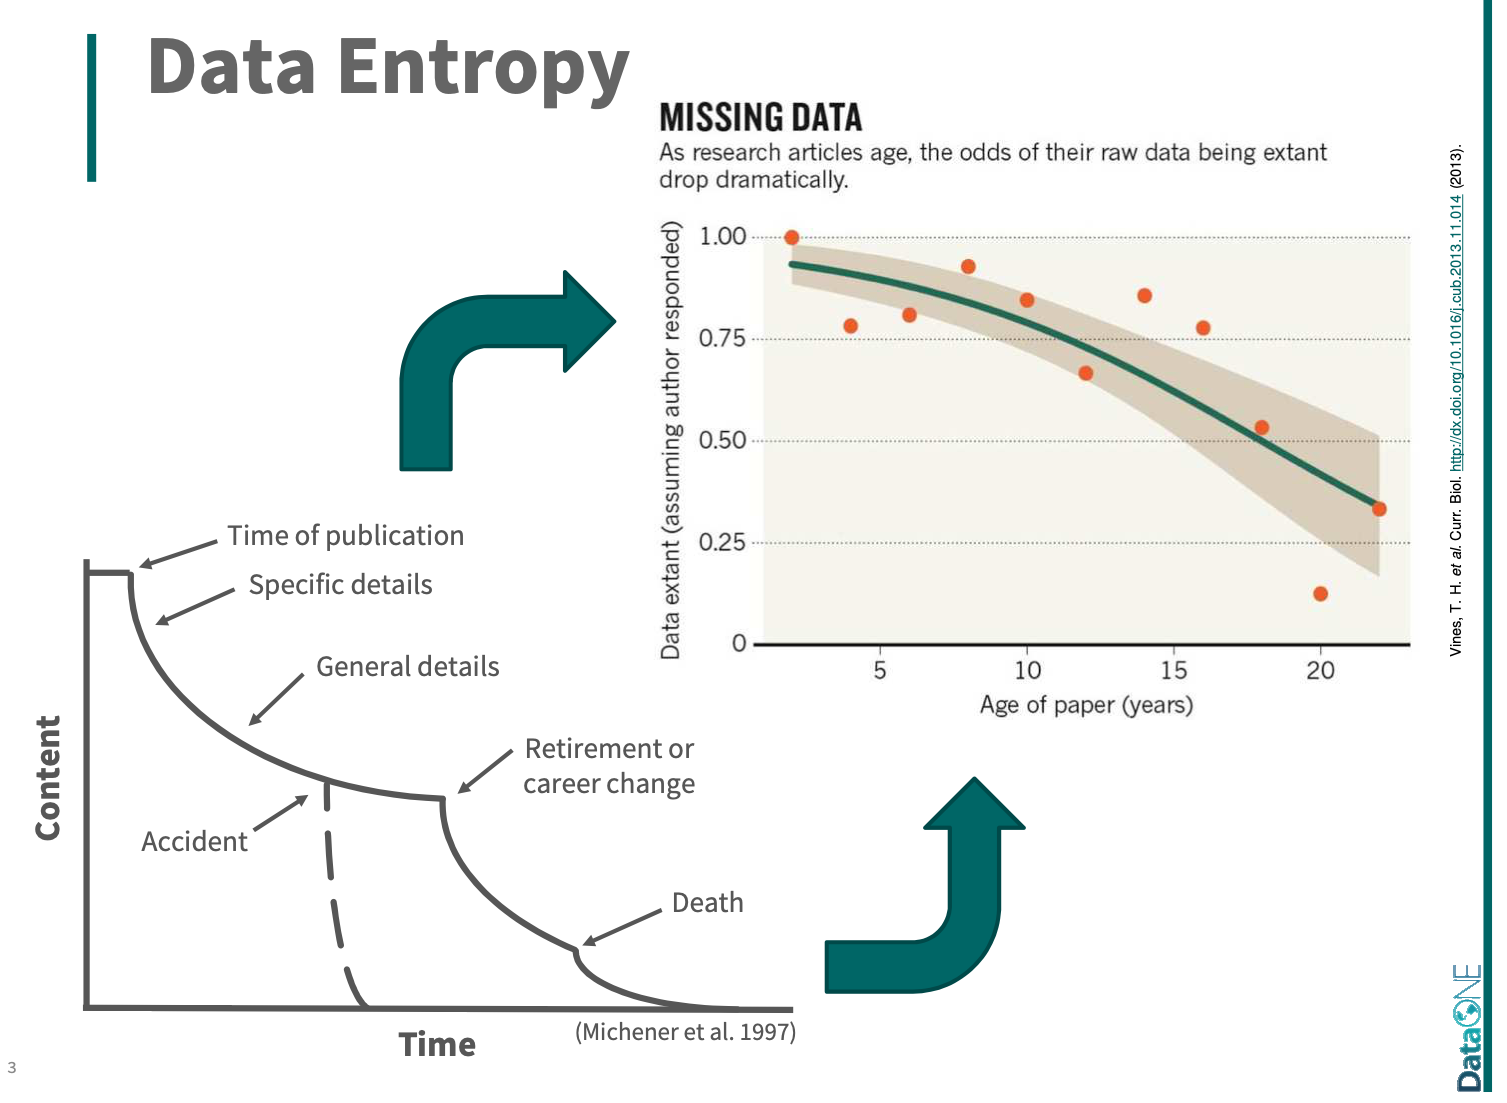 Data Entropy
MISSING DATA
As research articles age, the odds of their raw data being extant
drop dramatically.
Data extant (assuming author responded)
1.00
0.75
0.50
0.25
0
5 10 15 20
Age of paper (years)
Vines, T. H. et al. Curr. Biol. http://dx.doi.org/10.1016/j.cub.2013.11.014 (2013).
Time of publication
Specific details
General details
Retirement or
career change
Accident
Death
Content
Time
(Michener et al. 1997)
3
DataONE